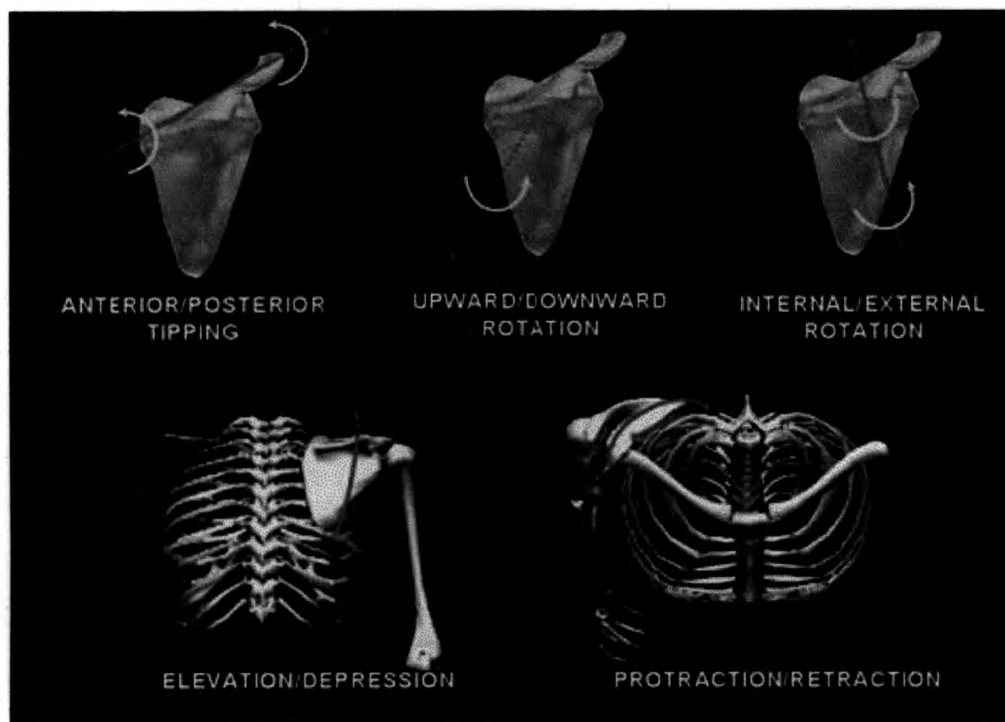 ANTERIOR/POSTERIOR
TIPPING
UPWARD/DOWNWARD
ROTATION
INTERNAL/EXTERNAL
ROTATION
ELEVATION/DEPRESSION
PROTRACTION/RETRACTION